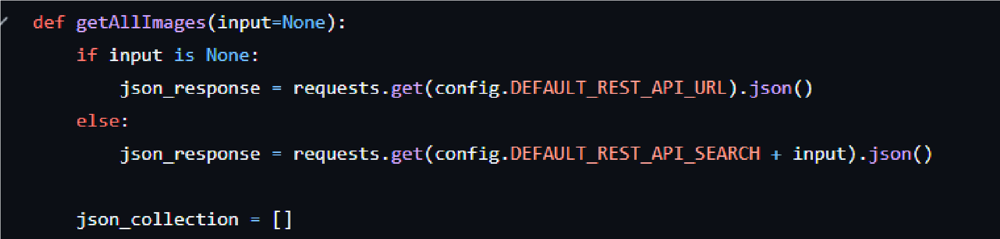 def getAllImages(input=None):
    if input is None:
        json_response = requests.get(config.DEFAULT_REST_API_URL).json()
    else:
        json_response = requests.get(config.DEFAULT_REST_API_SEARCH + input).json()

    json_collection = []